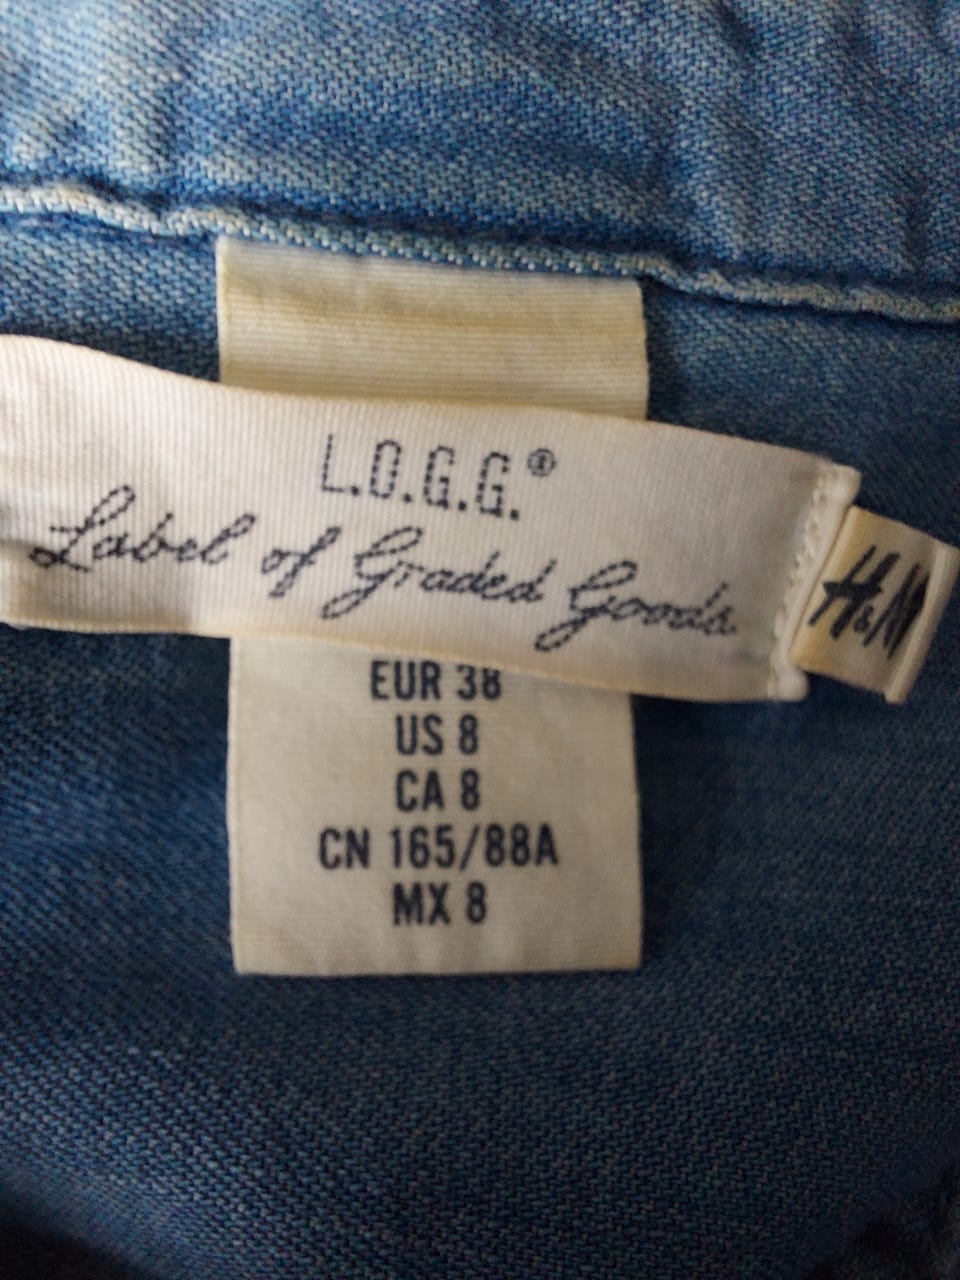 L.O.G.G.®
Label of Graded Goods
H&M
EUR 38
US 8
CA 8
CN 165/88A
MX 8